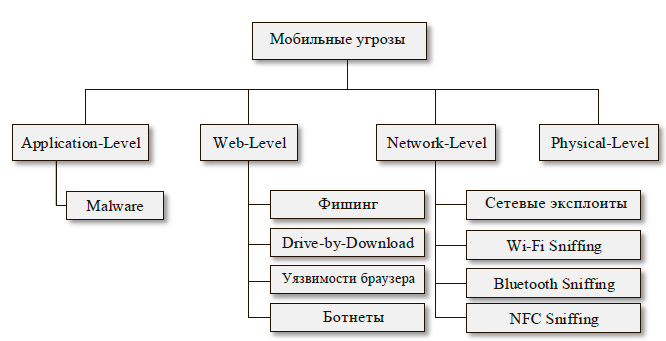 Мобильные угрозы
Application-Level
Web-Level
Network-Level
Physical-Level
Malware
Фишинг
Drive-by-Download
Уязвимости браузера
Ботнеты
Сетевые эксплоиты
Wi-Fi Sniffing
Bluetooth Sniffing
NFC Sniffing